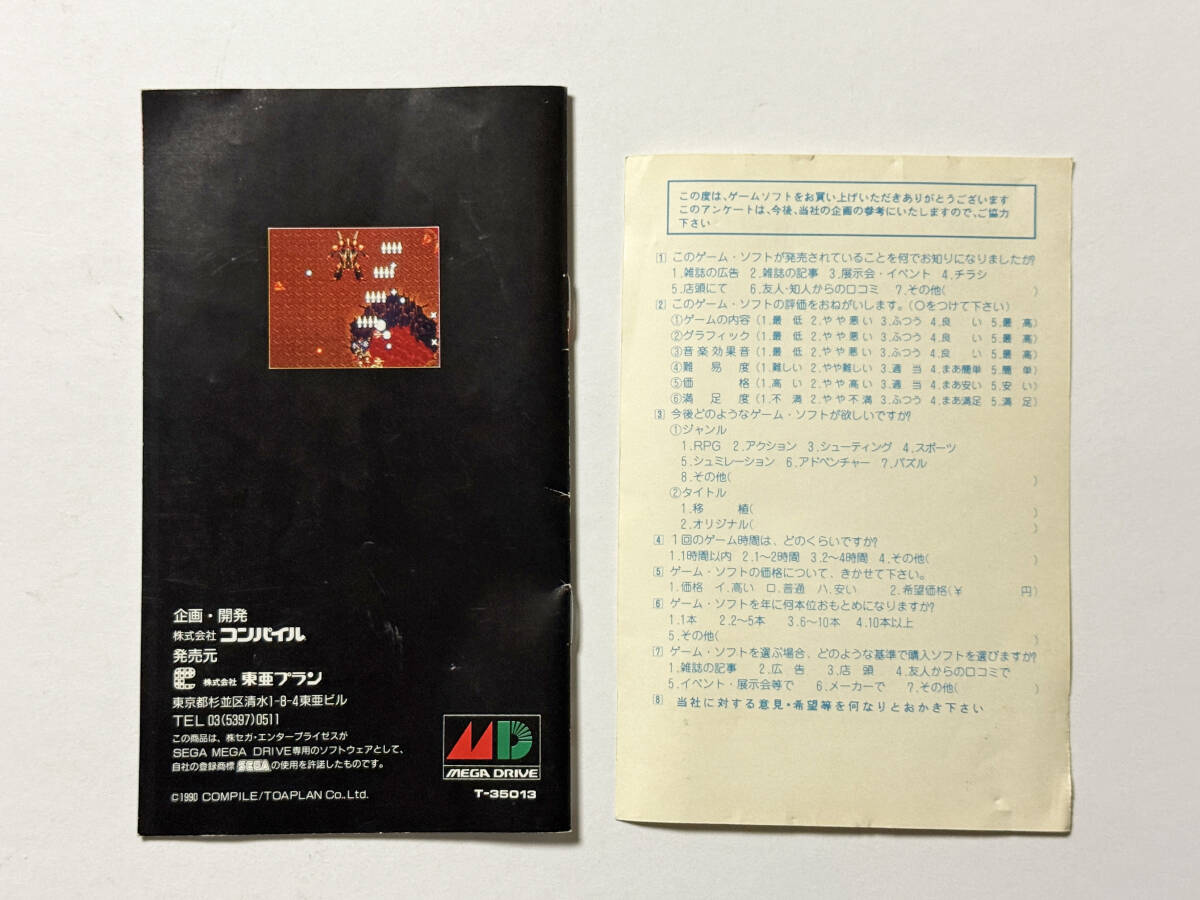 企画・開発
株式会社 コンパイル
発売元
株式会社 東亜プラン
東京都杉並区清水1-8-4東亜ビル
TEL 03(5397)0511
この商品は、㈱セガ・エンタープライゼスが
SEGA MEGA DRIVE専用のソフトウェアとして、
自社の登録商標 SEGA の使用を許諾したものです。
©1990 COMPILE/TOAPLAN Co., Ltd.
MEGA DRIVE
T-35013
この度は、ゲームソフトをお買い上げいただきありがとうございます
このアンケートは、今後、当社の企画の参考にいたしますので、ご協力
下さい
1 このゲーム・ソフトが発売されていることを何でお知りになりましたか?
1.雑誌の広告 2.雑誌の記事 3.展示会・イベント 4.チラシ
5.店頭にて 6.友人・知人からの口コミ 7.その他( )
2 このゲーム・ソフトの評価をおねがいします。(○をつけて下さい)
①ゲームの内容(1.最 低 2.やや悪い 3.ふつう 4.良 い 5.最 高)
②グラフィック(1.最 低 2.やや悪い 3.ふつう 4.良 い 5.最 高)
③音楽効果音(1.最 低 2.やや悪い 3.ふつう 4.良 い 5.最 高)
④難 易 度(1.難しい 2.やや難しい 3.適 当 4.まあ簡単 5.簡 単)
⑤価 格(1.高 い 2.やや高い 3.適 当 4.まあ安い 5.安 い)
⑥満 足 度(1.不 満 2.やや不満 3.ふつう 4.まあ満足 5.満 足)
3 今後どのようなゲーム・ソフトが欲しいですか?
①ジャンル
1.RPG 2.アクション 3.シューティング 4.スポーツ
5.シュミレーション 6.アドベンチャー 7.パズル
8.その他( )
②タイトル
1.移 植( )
2.オリジナル( )
4 1回のゲーム時間は、どのくらいですか?
1.1時間以内 2.1〜2時間 3.2〜4時間 4.その他( )
5 ゲーム・ソフトの価格について、きかせて下さい。
1.価格 イ.高い ロ.普通 ハ.安い 2.希望価格(¥ 円)
6 ゲーム・ソフトを年に何本位おもとめになりますか?
1.1本 2.2〜5本 3.6〜10本 4.10本以上
5.その他( )
7 ゲーム・ソフトを選ぶ場合、どのような基準で購入ソフトを選びますか?
1.雑誌の記事 2.広 告 3.店 頭 4.友人からの口コミで
5.イベント・展示会等で 6.メーカーで 7.その他( )
8 当社に対する意見・希望等を何なりとおかき下さい